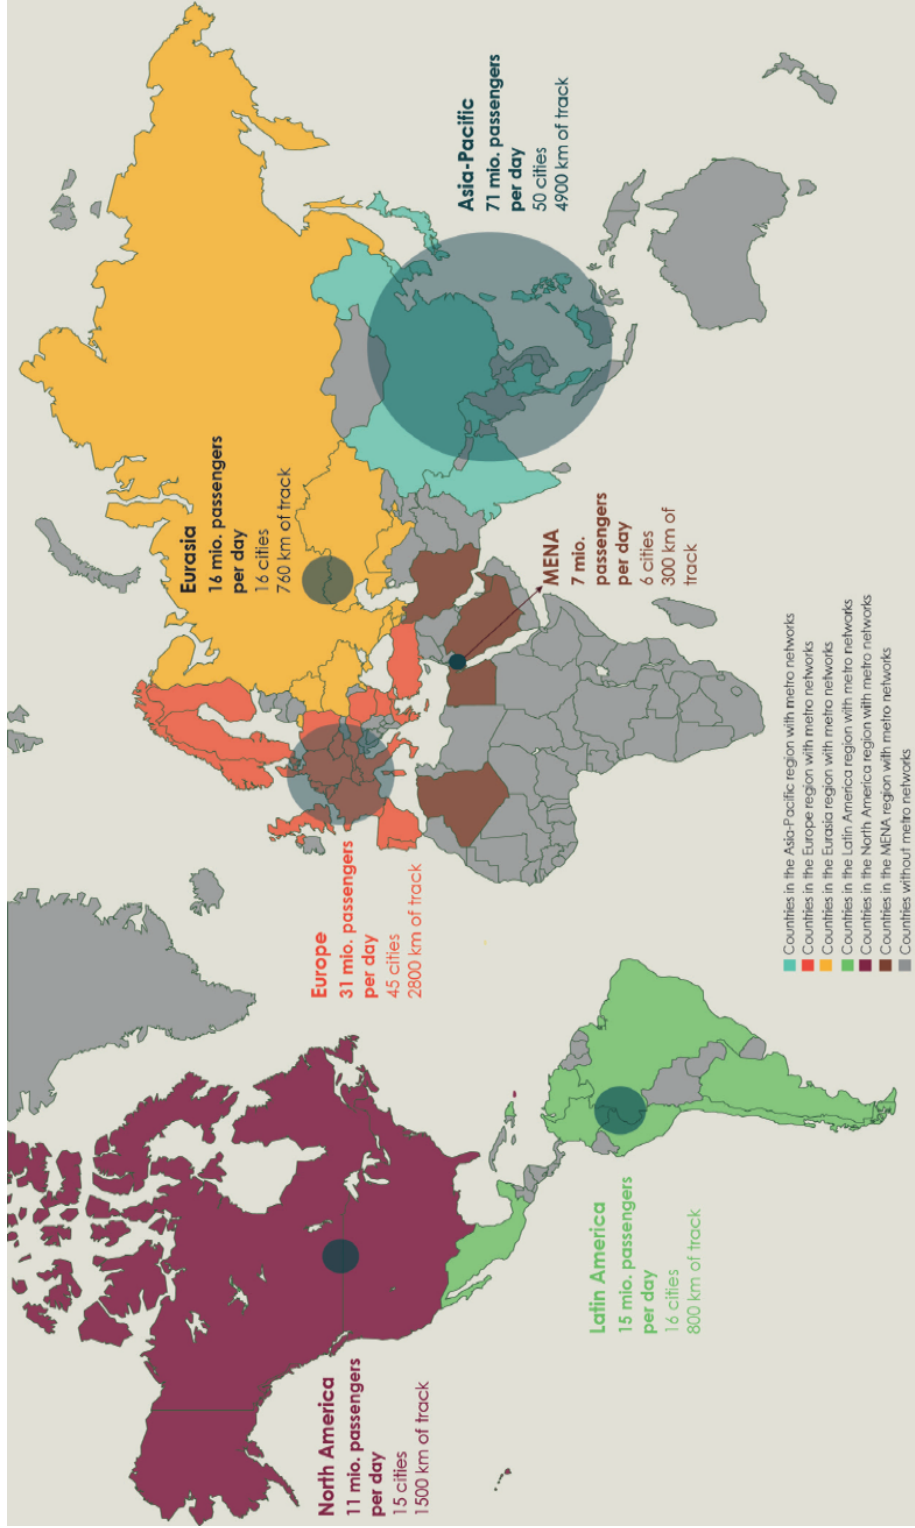 North America
11 mio. passengers
per day
15 cities
1500 km of track
Latin America
15 mio. passengers
per day
16 cities
800 km of track
Europe
31 mio. passengers
per day
45 cities
2800 km of track
Eurasia
16 mio. passengers
per day
16 cities
760 km of track
MENA
7 mio.
passengers
per day
6 cities
300 km of
track
Asia-Pacific
71 mio. passengers
per day
50 cities
4900 km of track
Countries in the Asia-Pacific region with metro networks
Countries in the Europe region with metro networks
Countries in the Eurasia region with metro networks
Countries in the Latin America region with metro networks
Countries in the North America region with metro networks
Countries in the MENA region with metro networks
Countries without metro networks